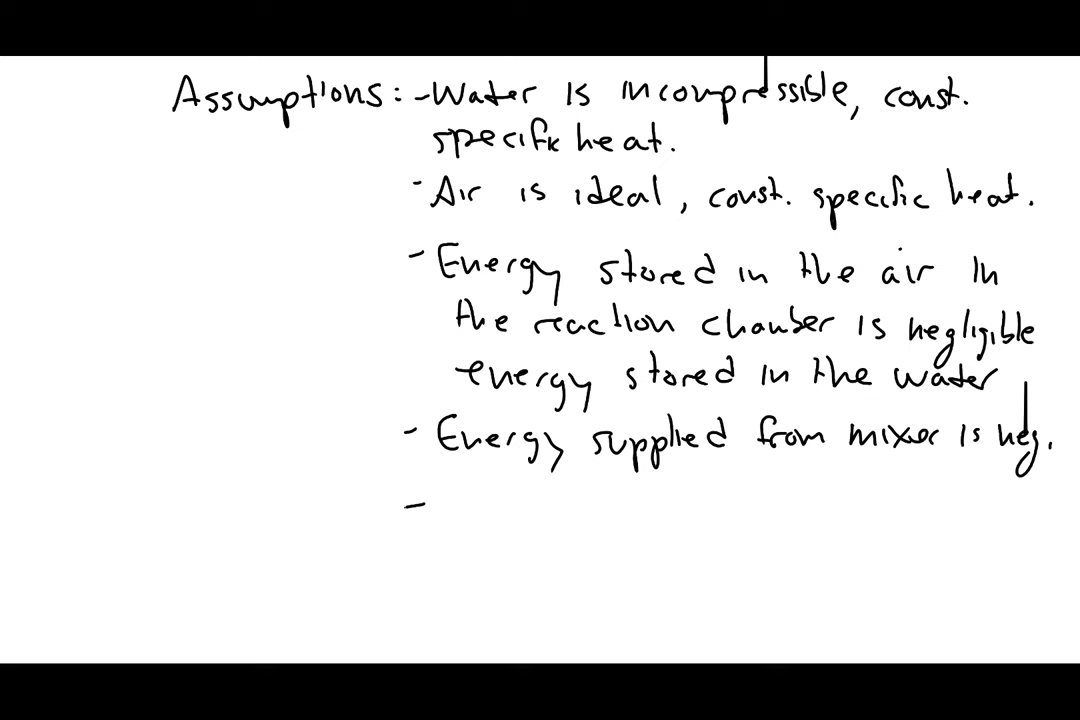 Assumptions: - Water is incompressible, const.
specific heat.
- Air is ideal, const. specific heat.
- Energy stored in the air in
the reaction chamber is negligible
energy stored in the water
- Energy supplied from mixer is neg.
-